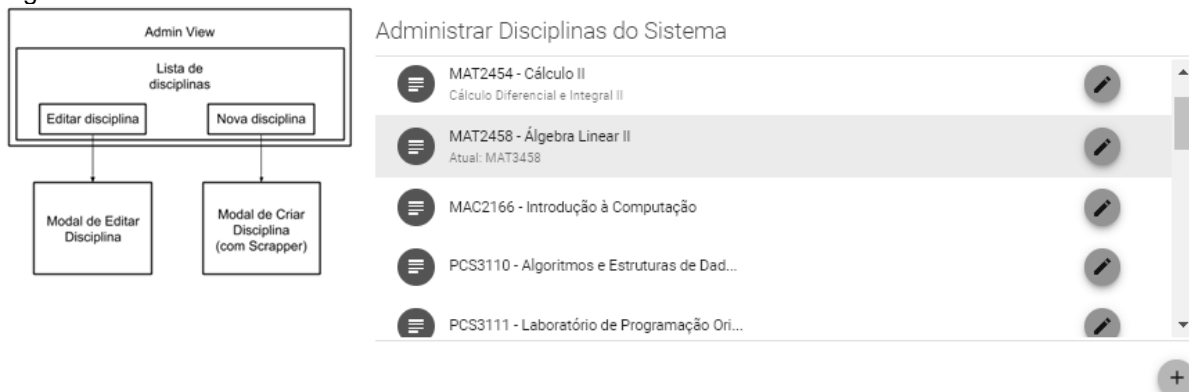 Admin View
Lista de
disciplinas
Editar disciplina
Nova disciplina
Modal de Editar
Disciplina
Modal de Criar
Disciplina
(com Scrapper)
Administrar Disciplinas do Sistema
MAT2454 - Cálculo II
Cálculo Diferencial e Integral II
MAT2458 - Álgebra Linear II
Atual: MAT3458
MAC2166 - Introdução à Computação
PCS3110 - Algoritmos e Estruturas de Dad...
PCS3111 - Laboratório de Programação Ori...